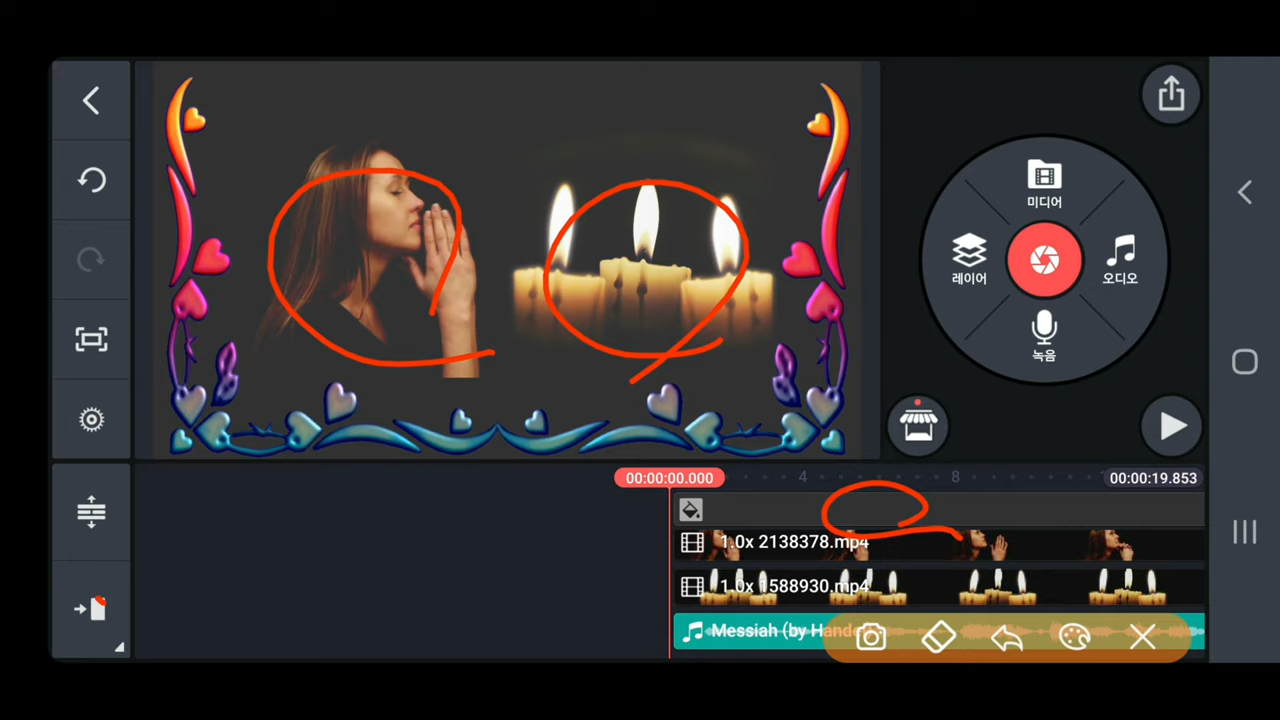 미디어
레이어
오디오
녹음
00:00:00.000
4
8
00:00:19.853
1.0x 2138378.mp4
1.0x 1588930.mp4
Messiah (by Hande